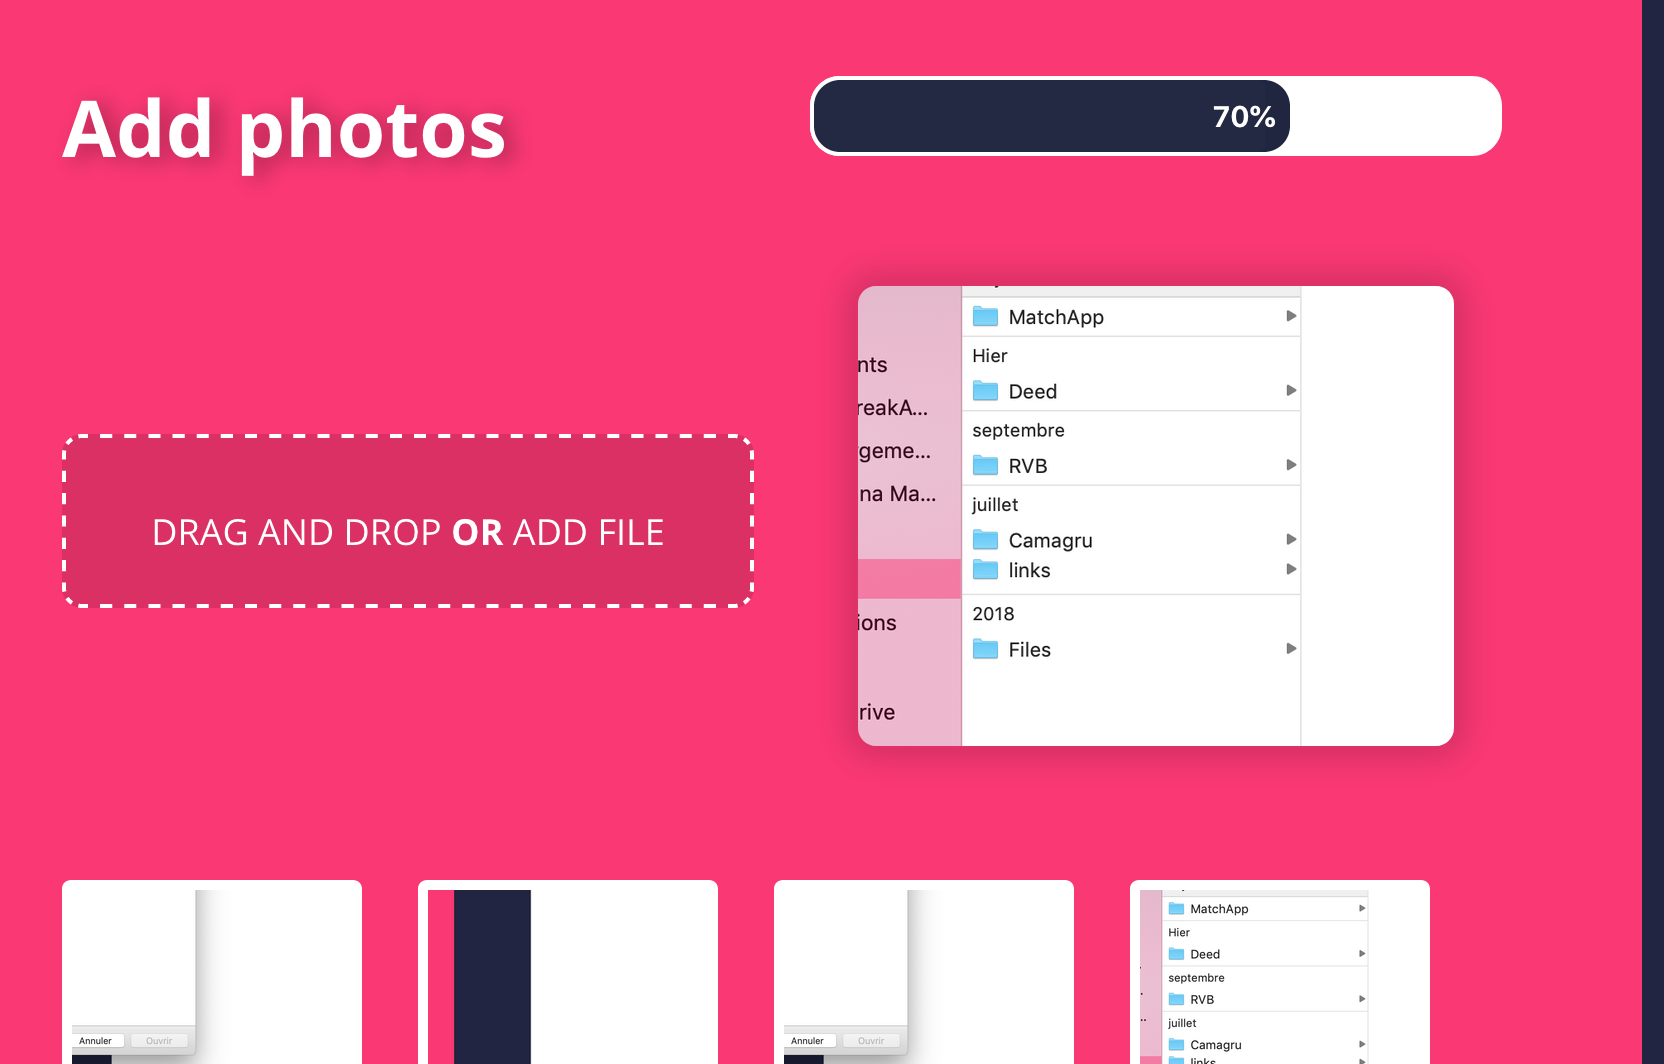 Add photos
70%
MatchApp
Hier
nts
Deed
reakA...
septembre
rgeme...
RVB
na Ma...
juillet
Camagru
links
2018
ions
Files
rive
DRAG AND DROP OR ADD FILE
Annuler Ouvrir
Annuler Ouvrir
MatchApp
Hier
Deed
septembre
RVB
juillet
Camagru
links